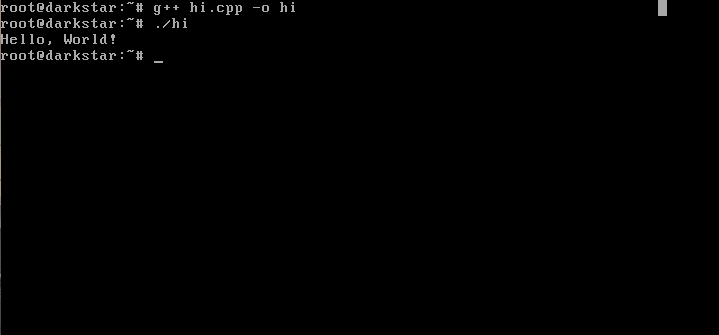 root@darkstar:~# g++ hi.cpp -o hi
root@darkstar:~# ./hi
Hello, World!
root@darkstar:~# _